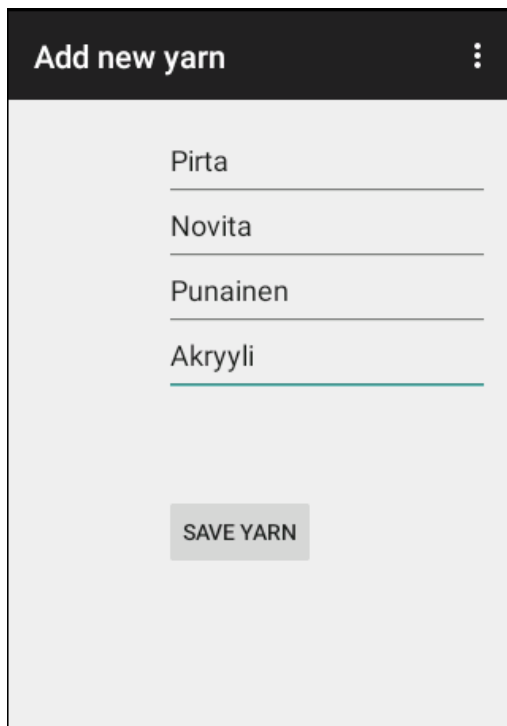 Add new yarn
Pirta
Novita
Punainen
Akryyli
SAVE YARN